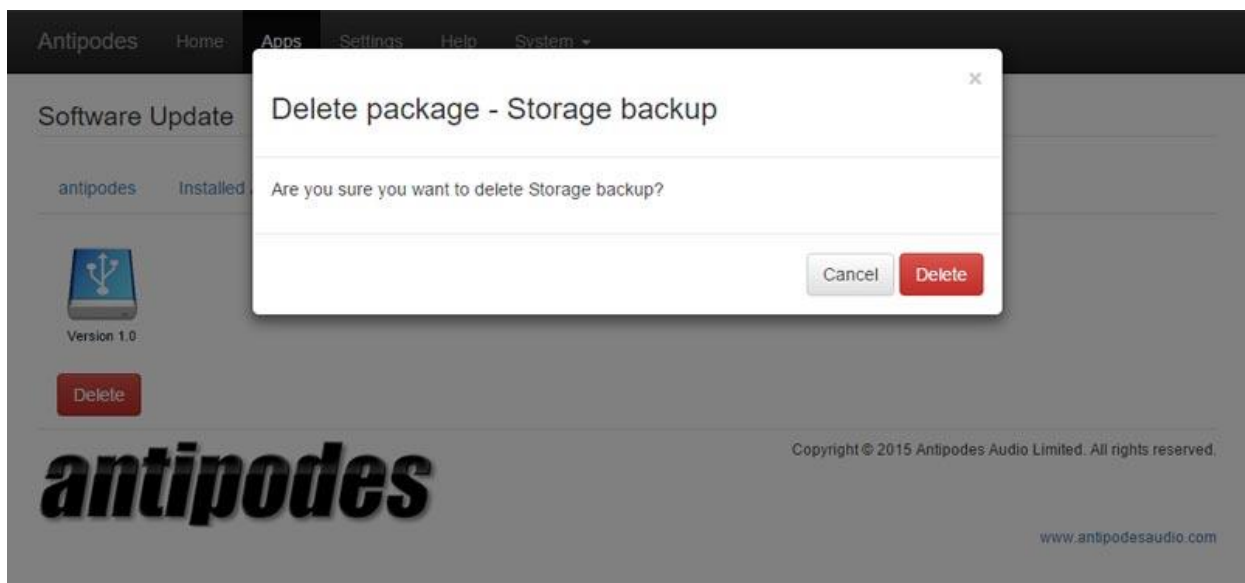 Antipodes Home Apps Settings Help System
×
Delete package - Storage backup
Software Update
Are you sure you want to delete Storage backup?
antipodes Installed
Cancel Delete
Version 1.0
Delete
antipodes
Copyright © 2015 Antipodes Audio Limited. All rights reserved.
www.antipodesaudio.com